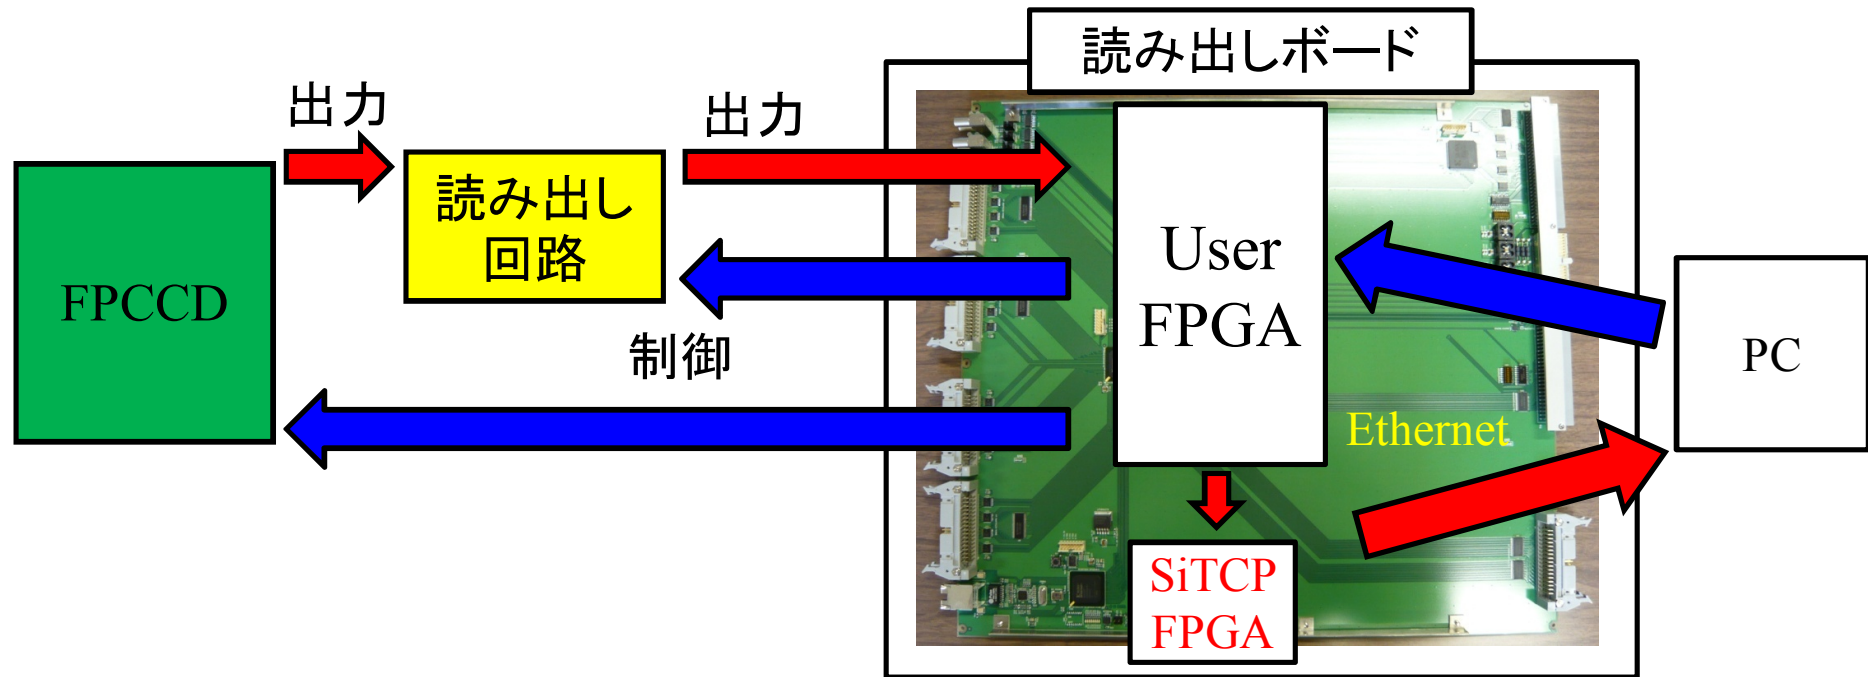 読み出しボード
出力
出力
FPCCD
読み出し
回路
User
FPGA
制御
PC
Ethernet
SiTCP
FPGA